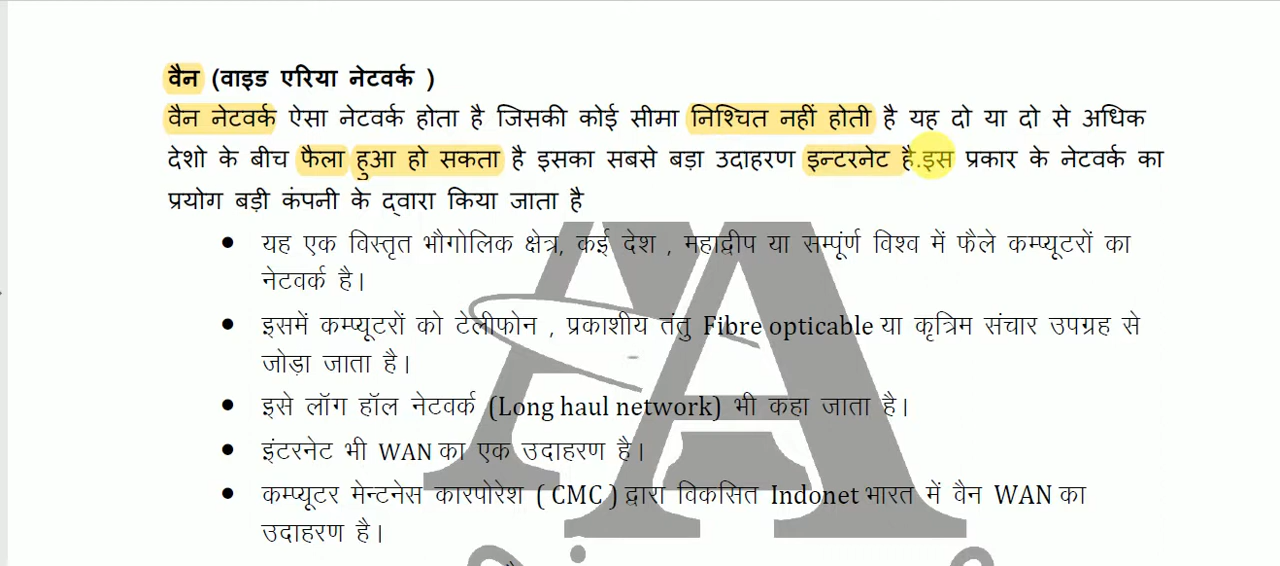 वैन (वाइड एरिया नेटवर्क )
वैन नेटवर्क ऐसा नेटवर्क होता है जिसकी कोई सीमा निश्चित नहीं होती है यह दो या दो से अधिक
देशो के बीच फैला हुआ हो सकता है इसका सबसे बड़ा उदाहरण इन्टरनेट है.इस प्रकार के नेटवर्क का
प्रयोग बड़ी कंपनी के द्वारा किया जाता है
• यह एक विस्तृत भौगोलिक क्षेत्र, कई देश , महाद्वीप या सम्पूंर्ण विश्व में फैले कम्प्यूटरों का
नेटवर्क है।
• इसमें कम्प्यूटरों को टेलीफोन , प्रकाशीय तंतु Fibre opticable या कृत्रिम संचार उपग्रह से
जोड़ा जाता है।
• इसे लॉग हॉल नेटवर्क (Long haul network) भी कहा जाता है।
• इंटरनेट भी WAN का एक उदाहरण है।
• कम्प्यूटर मेन्टनेस कारपोरेश ( CMC ) द्वारा विकसित Indonet भारत में वैन WAN का
उदाहरण है।